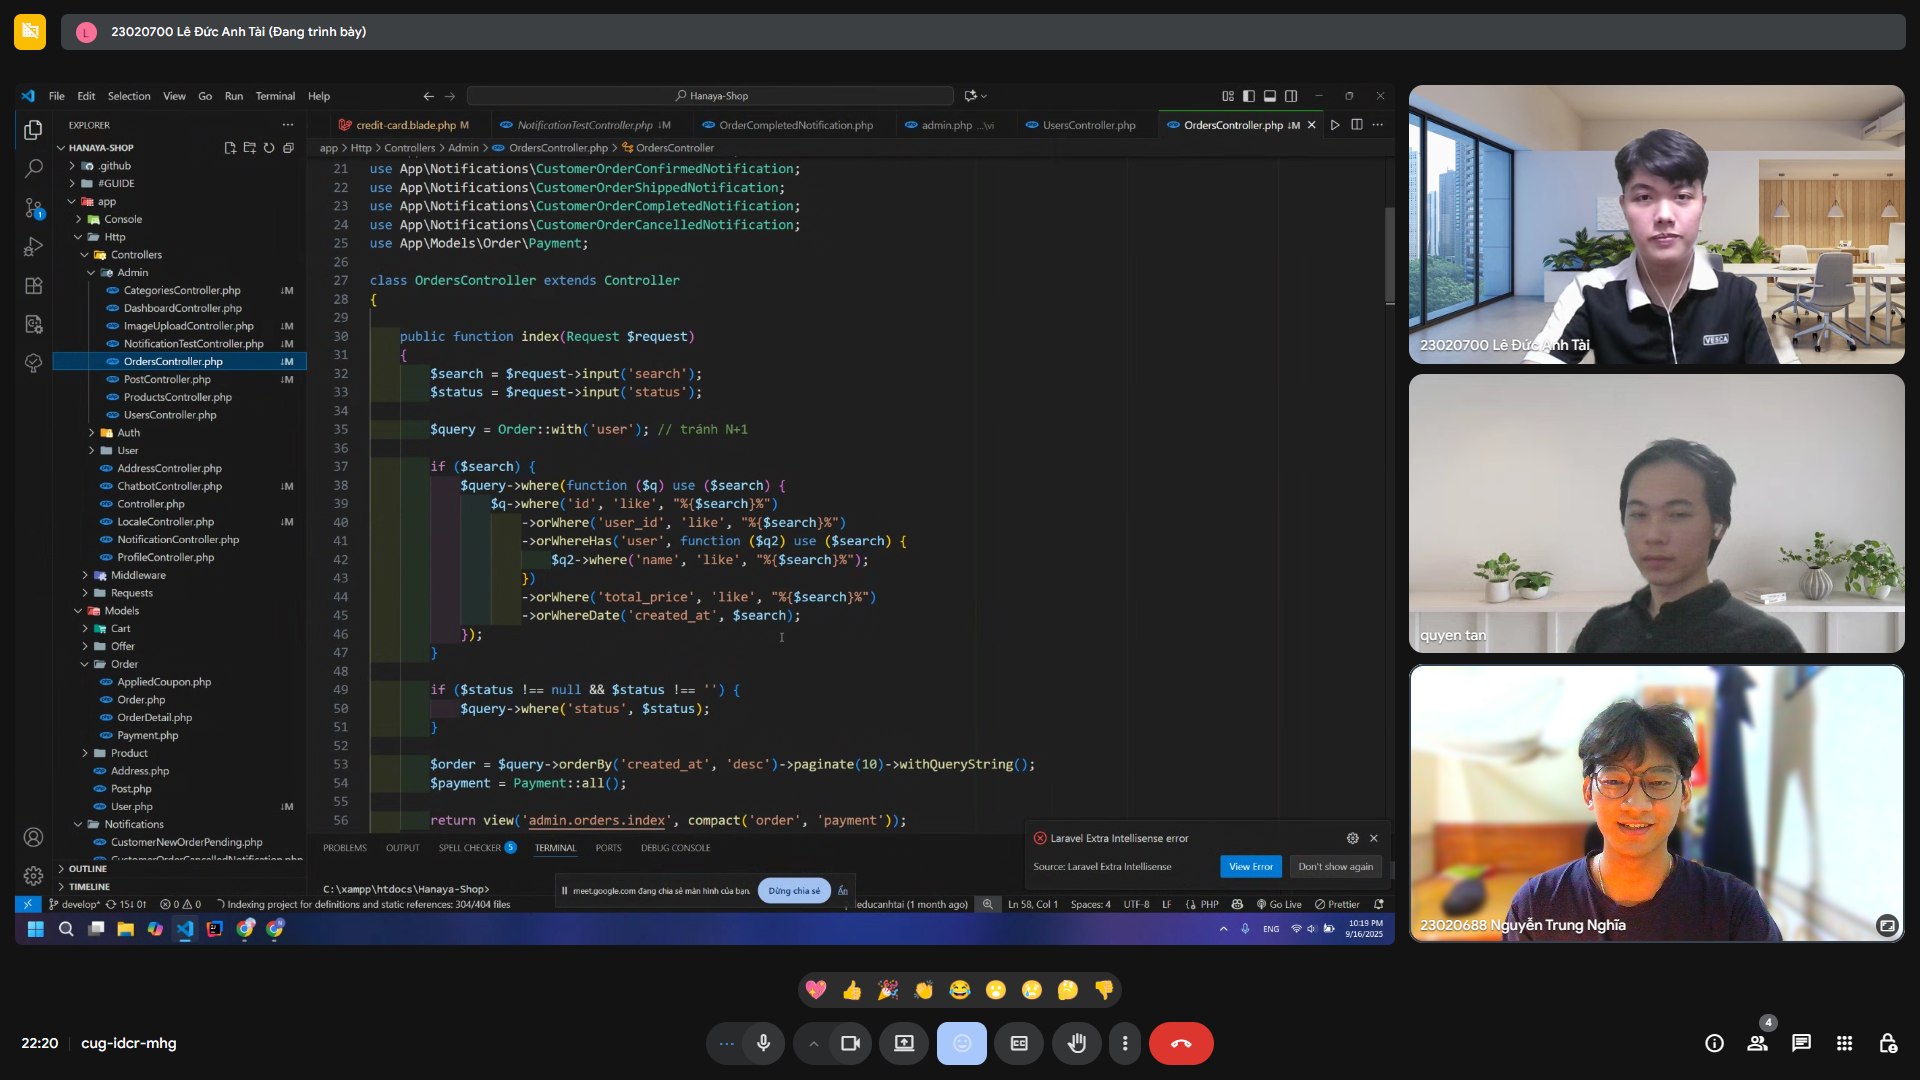 L 23020700 Lê Đức Anh Tài (Đang trình bày)
File Edit Selection View Go Run Terminal Help
Hanaya-Shop
EXPLORER
HANAYA-SHOP
.github
#GUIDE
app
Console
Http
Controllers
Admin
CategoriesController.php ↓M
DashboardController.php
ImageUploadController.php ↓M
NotificationTestController.php ↓M
OrdersController.php ↓M
PostController.php ↓M
ProductsController.php
UsersController.php
Auth
User
AddressController.php
ChatbotController.php ↓M
Controller.php
LocaleController.php ↓M
NotificationController.php
ProfileController.php
Middleware
Requests
Models
Cart
Offer
Order
AppliedCoupon.php
Order.php
OrderDetail.php
Payment.php
Product
Address.php
Post.php
User.php ↓M
Notifications
CustomerNewOrderPending.php
CustomerOrderCancelledNotification.php
OUTLINE
TIMELINE
credit-card.blade.php M NotificationTestController.php ↓M OrderCompletedNotification.php admin.php ...\vi UsersController.php OrdersController.php ↓M
app > Http > Controllers > Admin > OrdersController.php > OrdersController
21 use App\Notifications\CustomerOrderConfirmedNotification;
22 use App\Notifications\CustomerOrderShippedNotification;
23 use App\Notifications\CustomerOrderCompletedNotification;
24 use App\Notifications\CustomerOrderCancelledNotification;
25 use App\Models\Order\Payment;
26
27 class OrdersController extends Controller
28 {
29
30 public function index(Request $request)
31 {
32 $search = $request->input('search');
33 $status = $request->input('status');
34
35 $query = Order::with('user'); // tránh N+1
36
37 if ($search) {
38 $query->where(function ($q) use ($search) {
39 $q->where('id', 'like', "%{$search}%")
40 ->orWhere('user_id', 'like', "%{$search}%")
41 ->orWhereHas('user', function ($q2) use ($search) {
42 $q2->where('name', 'like', "%{$search}%");
43 })
44 ->orWhere('total_price', 'like', "%{$search}%")
45 ->orWhereDate('created_at', $search);
46 });
47 }
48
49 if ($status !== null && $status !== '') {
50 $query->where('status', $status);
51 }
52
53 $order = $query->orderBy('created_at', 'desc')->paginate(10)->withQueryString();
54 $payment = Payment::all();
55
56 return view('admin.orders.index', compact('order', 'payment'));
PROBLEMS OUTPUT SPELL CHECKER 5 TERMINAL PORTS DEBUG CONSOLE
C:\xampp\htdocs\Hanaya-Shop>
Laravel Extra Intellisense error
Source: Laravel Extra Intellisense View Error Don't show again
meet.google.com đang chia sẻ màn hình của bạn. Dừng chia sẻ Ẩn
develop* 15↓ 0↑ 0 0 Indexing project for definitions and static references: 304/404 files
leducanhtai (1 month ago) Ln 58, Col 1 Spaces: 4 UTF-8 LF PHP Go Live Prettier
ENG 10:19 PM
9/16/2025
VESCA
23020700 Lê Đức Anh Tài
quyen tan
23020688 Nguyễn Trung Nghĩa
22:20 cug-idcr-mhg
CC
4